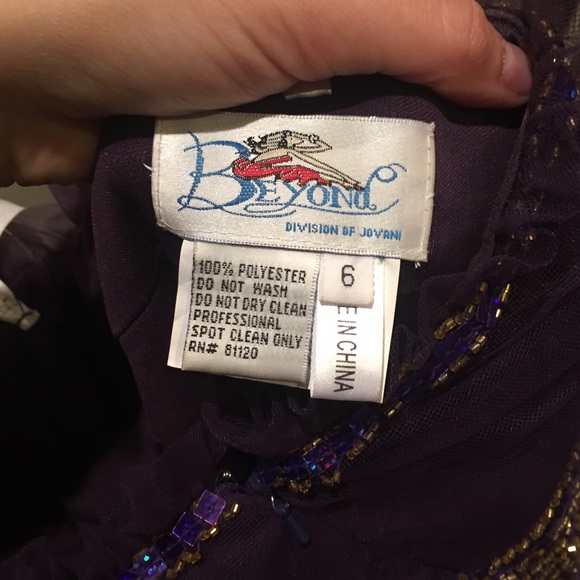 BEYOND
DIVISION OF JOVANI
100% POLYESTER
DO NOT WASH
DO NOT DRY CLEAN
PROFESSIONAL
SPOT CLEAN ONLY
RN# 81120
6
E IN CHINA